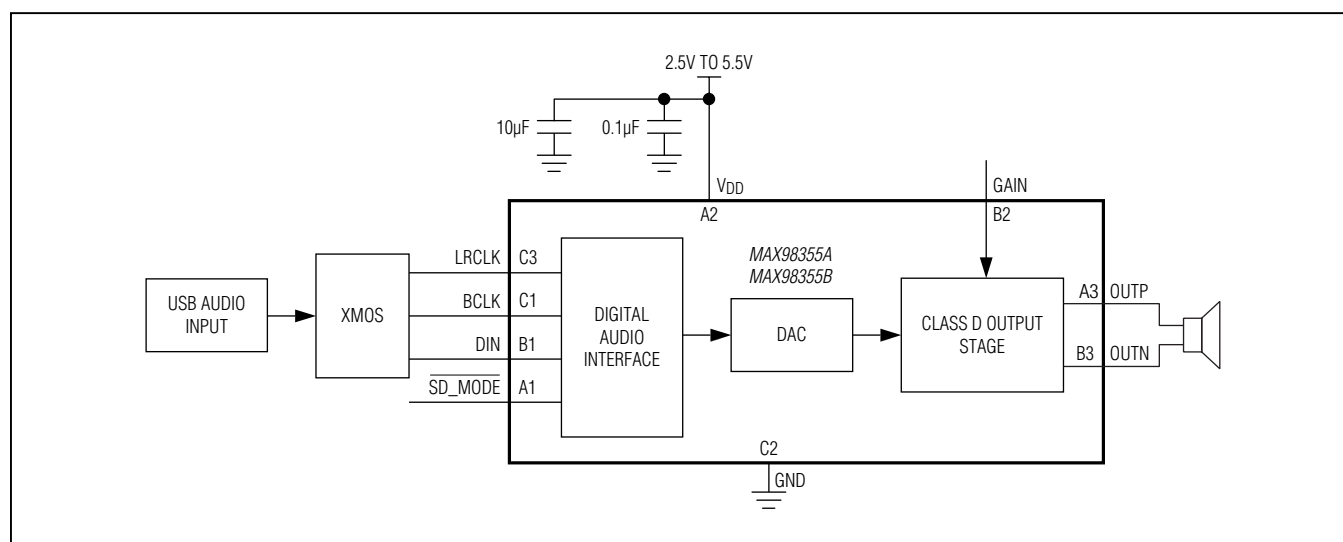 2.5V TO 5.5V
10µF
0.1µF
VDD
GAIN
A2
B2
LRCLK
C3
MAX98355A
MAX98355B
USB AUDIO
INPUT
XMOS
BCLK
C1
DIGITAL
AUDIO
INTERFACE
DAC
CLASS D OUTPUT
STAGE
A3
OUTP
DIN
B1
B3
OUTN
SD_MODE
A1
C2
GND